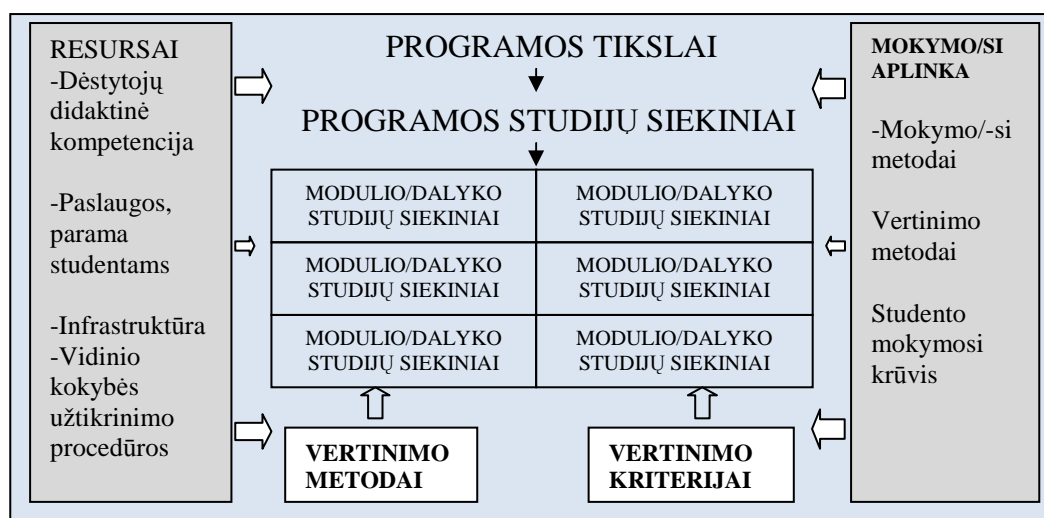 RESURSAI
-Dėstytojų
didaktinė
kompetencija
-Paslaugos,
parama
studentams
-Infrastruktūra
-Vidinio
kokybės
užtikrinimo
procedūros
PROGRAMOS TIKSLAI
PROGRAMOS STUDIJŲ SIEKINIAI
MODULIO/DALYKO
STUDIJŲ SIEKINIAI
MODULIO/DALYKO
STUDIJŲ SIEKINIAI
MODULIO/DALYKO
STUDIJŲ SIEKINIAI
MODULIO/DALYKO
STUDIJŲ SIEKINIAI
MODULIO/DALYKO
STUDIJŲ SIEKINIAI
MODULIO/DALYKO
STUDIJŲ SIEKINIAI
VERTINIMO
METODAI
VERTINIMO
KRITERIJAI
MOKYMO/SI
APLINKA
-Mokymo/-si
metodai
Vertinimo
metodai
Studento
mokymosi
krūvis